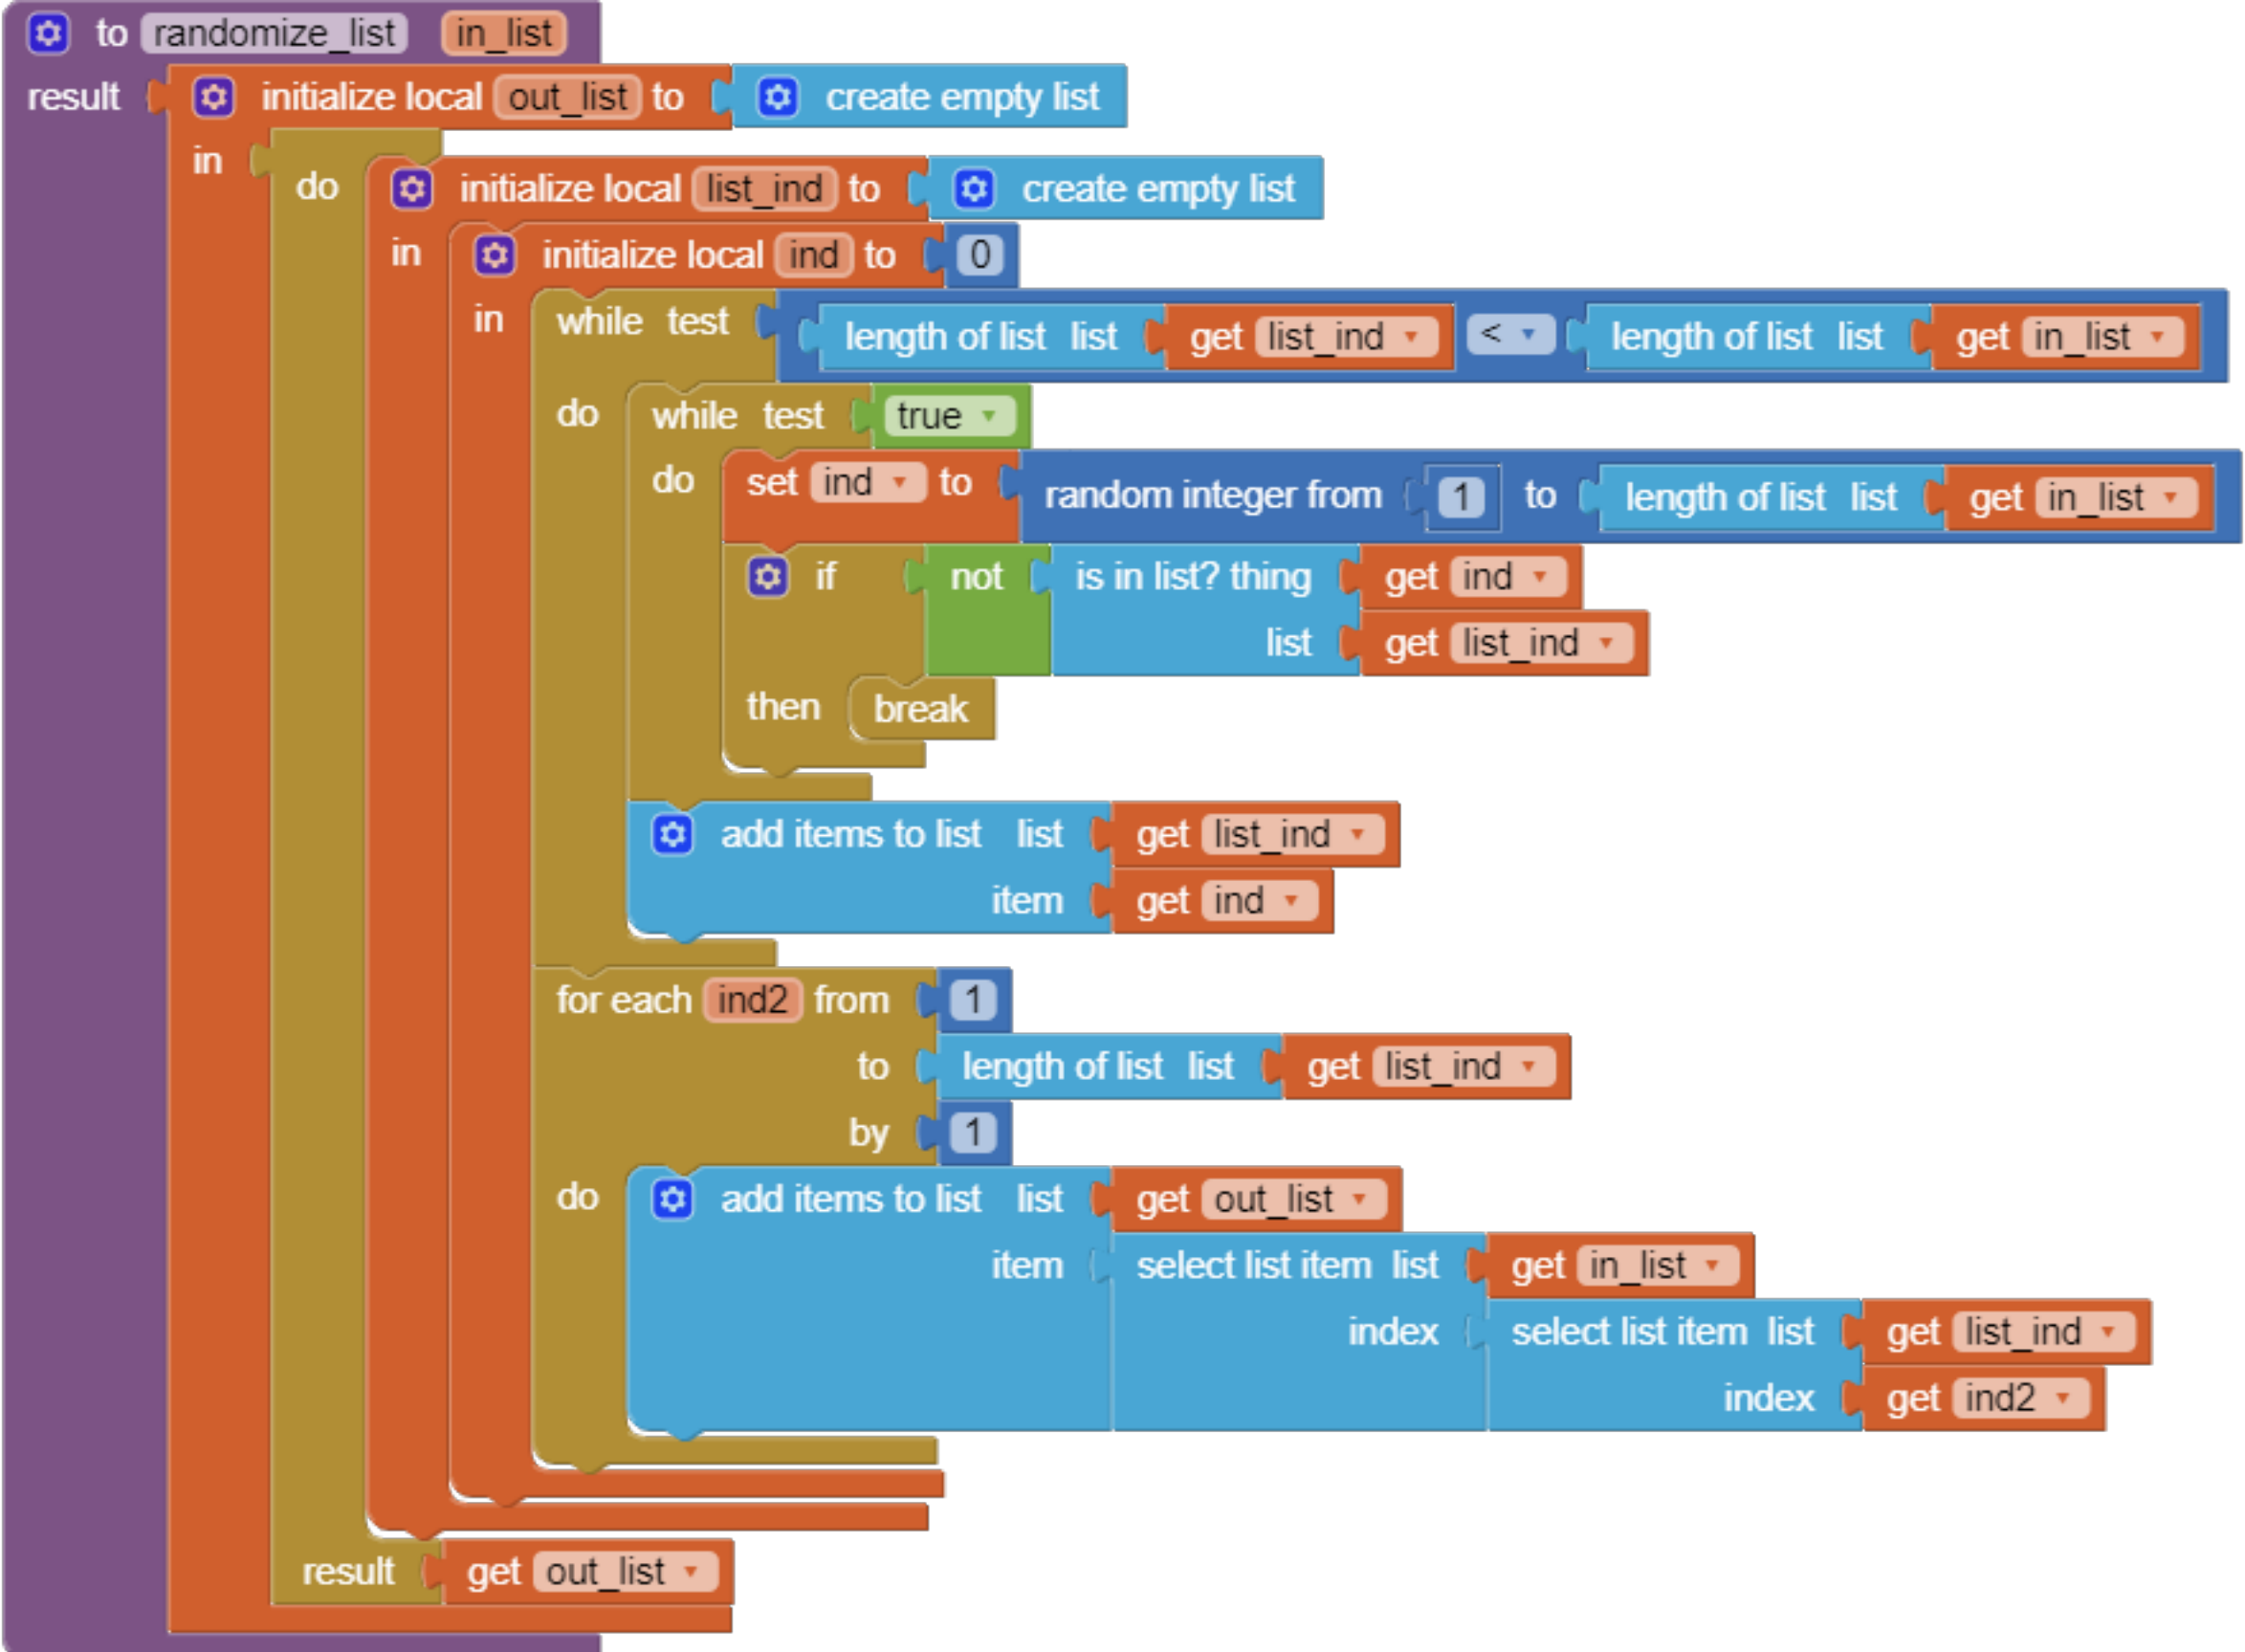 to randomize_list in_list
result initialize local out_list to create empty list
in
do initialize local list_ind to create empty list
in initialize local ind to 0
in while test length of list list get list_ind < length of list list get in_list
do while test true
do set ind to random integer from 1 to length of list list get in_list
if not is in list? thing get ind
list get list_ind
then break
add items to list list get list_ind
item get ind
for each ind2 from 1
to length of list list get list_ind
by 1
do add items to list list get out_list
item select list item list get in_list
index select list item list get list_ind
index get ind2
result get out_list